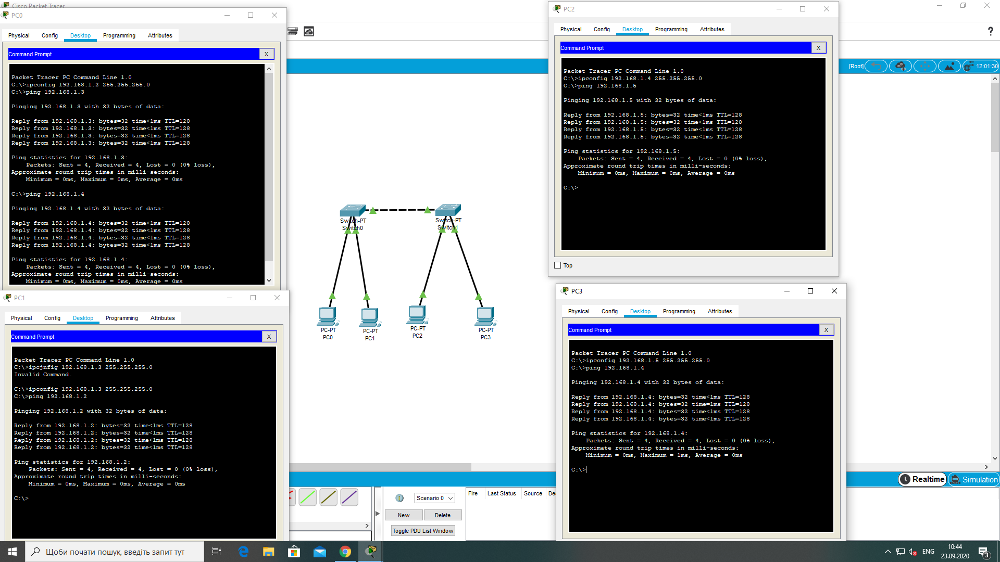 Cisco Packet Tracer
PC0
Physical Config Desktop Programming Attributes
Command Prompt X
Packet Tracer PC Command Line 1.0
C:\>ipconfig 192.168.1.2 255.255.255.0
C:\>ping 192.168.1.3
Pinging 192.168.1.3 with 32 bytes of data:
Reply from 192.168.1.3: bytes=32 time<1ms TTL=128
Reply from 192.168.1.3: bytes=32 time<1ms TTL=128
Reply from 192.168.1.3: bytes=32 time<1ms TTL=128
Reply from 192.168.1.3: bytes=32 time<1ms TTL=128
Ping statistics for 192.168.1.3:
Packets: Sent = 4, Received = 4, Lost = 0 (0% loss),
Approximate round trip times in milli-seconds:
Minimum = 0ms, Maximum = 0ms, Average = 0ms
C:\>ping 192.168.1.4
Pinging 192.168.1.4 with 32 bytes of data:
Reply from 192.168.1.4: bytes=32 time<1ms TTL=128
Reply from 192.168.1.4: bytes=32 time<1ms TTL=128
Reply from 192.168.1.4: bytes=32 time<1ms TTL=128
Reply from 192.168.1.4: bytes=32 time<1ms TTL=128
Ping statistics for 192.168.1.4:
Packets: Sent = 4, Received = 4, Lost = 0 (0% loss),
Approximate round trip times in milli-seconds:
Minimum = 0ms, Maximum = 0ms, Average = 0ms
PC1
Physical Config Desktop Programming Attributes
Command Prompt X
Packet Tracer PC Command Line 1.0
C:\>ipcjnfig 192.168.1.3 255.255.255.0
Invalid Command.
C:\>ipconfig 192.168.1.3 255.255.255.0
C:\>ping 192.168.1.2
Pinging 192.168.1.2 with 32 bytes of data:
Reply from 192.168.1.2: bytes=32 time<1ms TTL=128
Reply from 192.168.1.2: bytes=32 time<1ms TTL=128
Reply from 192.168.1.2: bytes=32 time<1ms TTL=128
Reply from 192.168.1.2: bytes=32 time<1ms TTL=128
Ping statistics for 192.168.1.2:
Packets: Sent = 4, Received = 4, Lost = 0 (0% loss),
Approximate round trip times in milli-seconds:
Minimum = 0ms, Maximum = 0ms, Average = 0ms
C:\>
Switch-PT
Switch0
Switch-PT
Switch1
PC-PT
PC0
PC-PT
PC1
PC-PT
PC2
PC-PT
PC3
PC2
Physical Config Desktop Programming Attributes
Command Prompt X
Packet Tracer PC Command Line 1.0
C:\>ipconfig 192.168.1.4 255.255.255.0
C:\>ping 192.168.1.5
Pinging 192.168.1.5 with 32 bytes of data:
Reply from 192.168.1.5: bytes=32 time<1ms TTL=128
Reply from 192.168.1.5: bytes=32 time<1ms TTL=128
Reply from 192.168.1.5: bytes=32 time<1ms TTL=128
Reply from 192.168.1.5: bytes=32 time<1ms TTL=128
Ping statistics for 192.168.1.5:
Packets: Sent = 4, Received = 4, Lost = 0 (0% loss),
Approximate round trip times in milli-seconds:
Minimum = 0ms, Maximum = 0ms, Average = 0ms
C:\>
Top
?
[Root] 12:01:30
PC3
Physical Config Desktop Programming Attributes
Command Prompt X
Packet Tracer PC Command Line 1.0
C:\>ipconfig 192.168.1.5 255.255.255.0
C:\>ping 192.168.1.4
Pinging 192.168.1.4 with 32 bytes of data:
Reply from 192.168.1.4: bytes=32 time<1ms TTL=128
Reply from 192.168.1.4: bytes=32 time=1ms TTL=128
Reply from 192.168.1.4: bytes=32 time<1ms TTL=128
Reply from 192.168.1.4: bytes=32 time<1ms TTL=128
Ping statistics for 192.168.1.4:
Packets: Sent = 4, Received = 4, Lost = 0 (0% loss),
Approximate round trip times in milli-seconds:
Minimum = 0ms, Maximum = 1ms, Average = 0ms
C:\>
Realtime Simulation
Scenario 0
New Delete
Toggle PDU List Window
Fire Last Status Source Des
Щоби почати пошук, введіть запит тут
ENG
10:44
23.09.2020
3